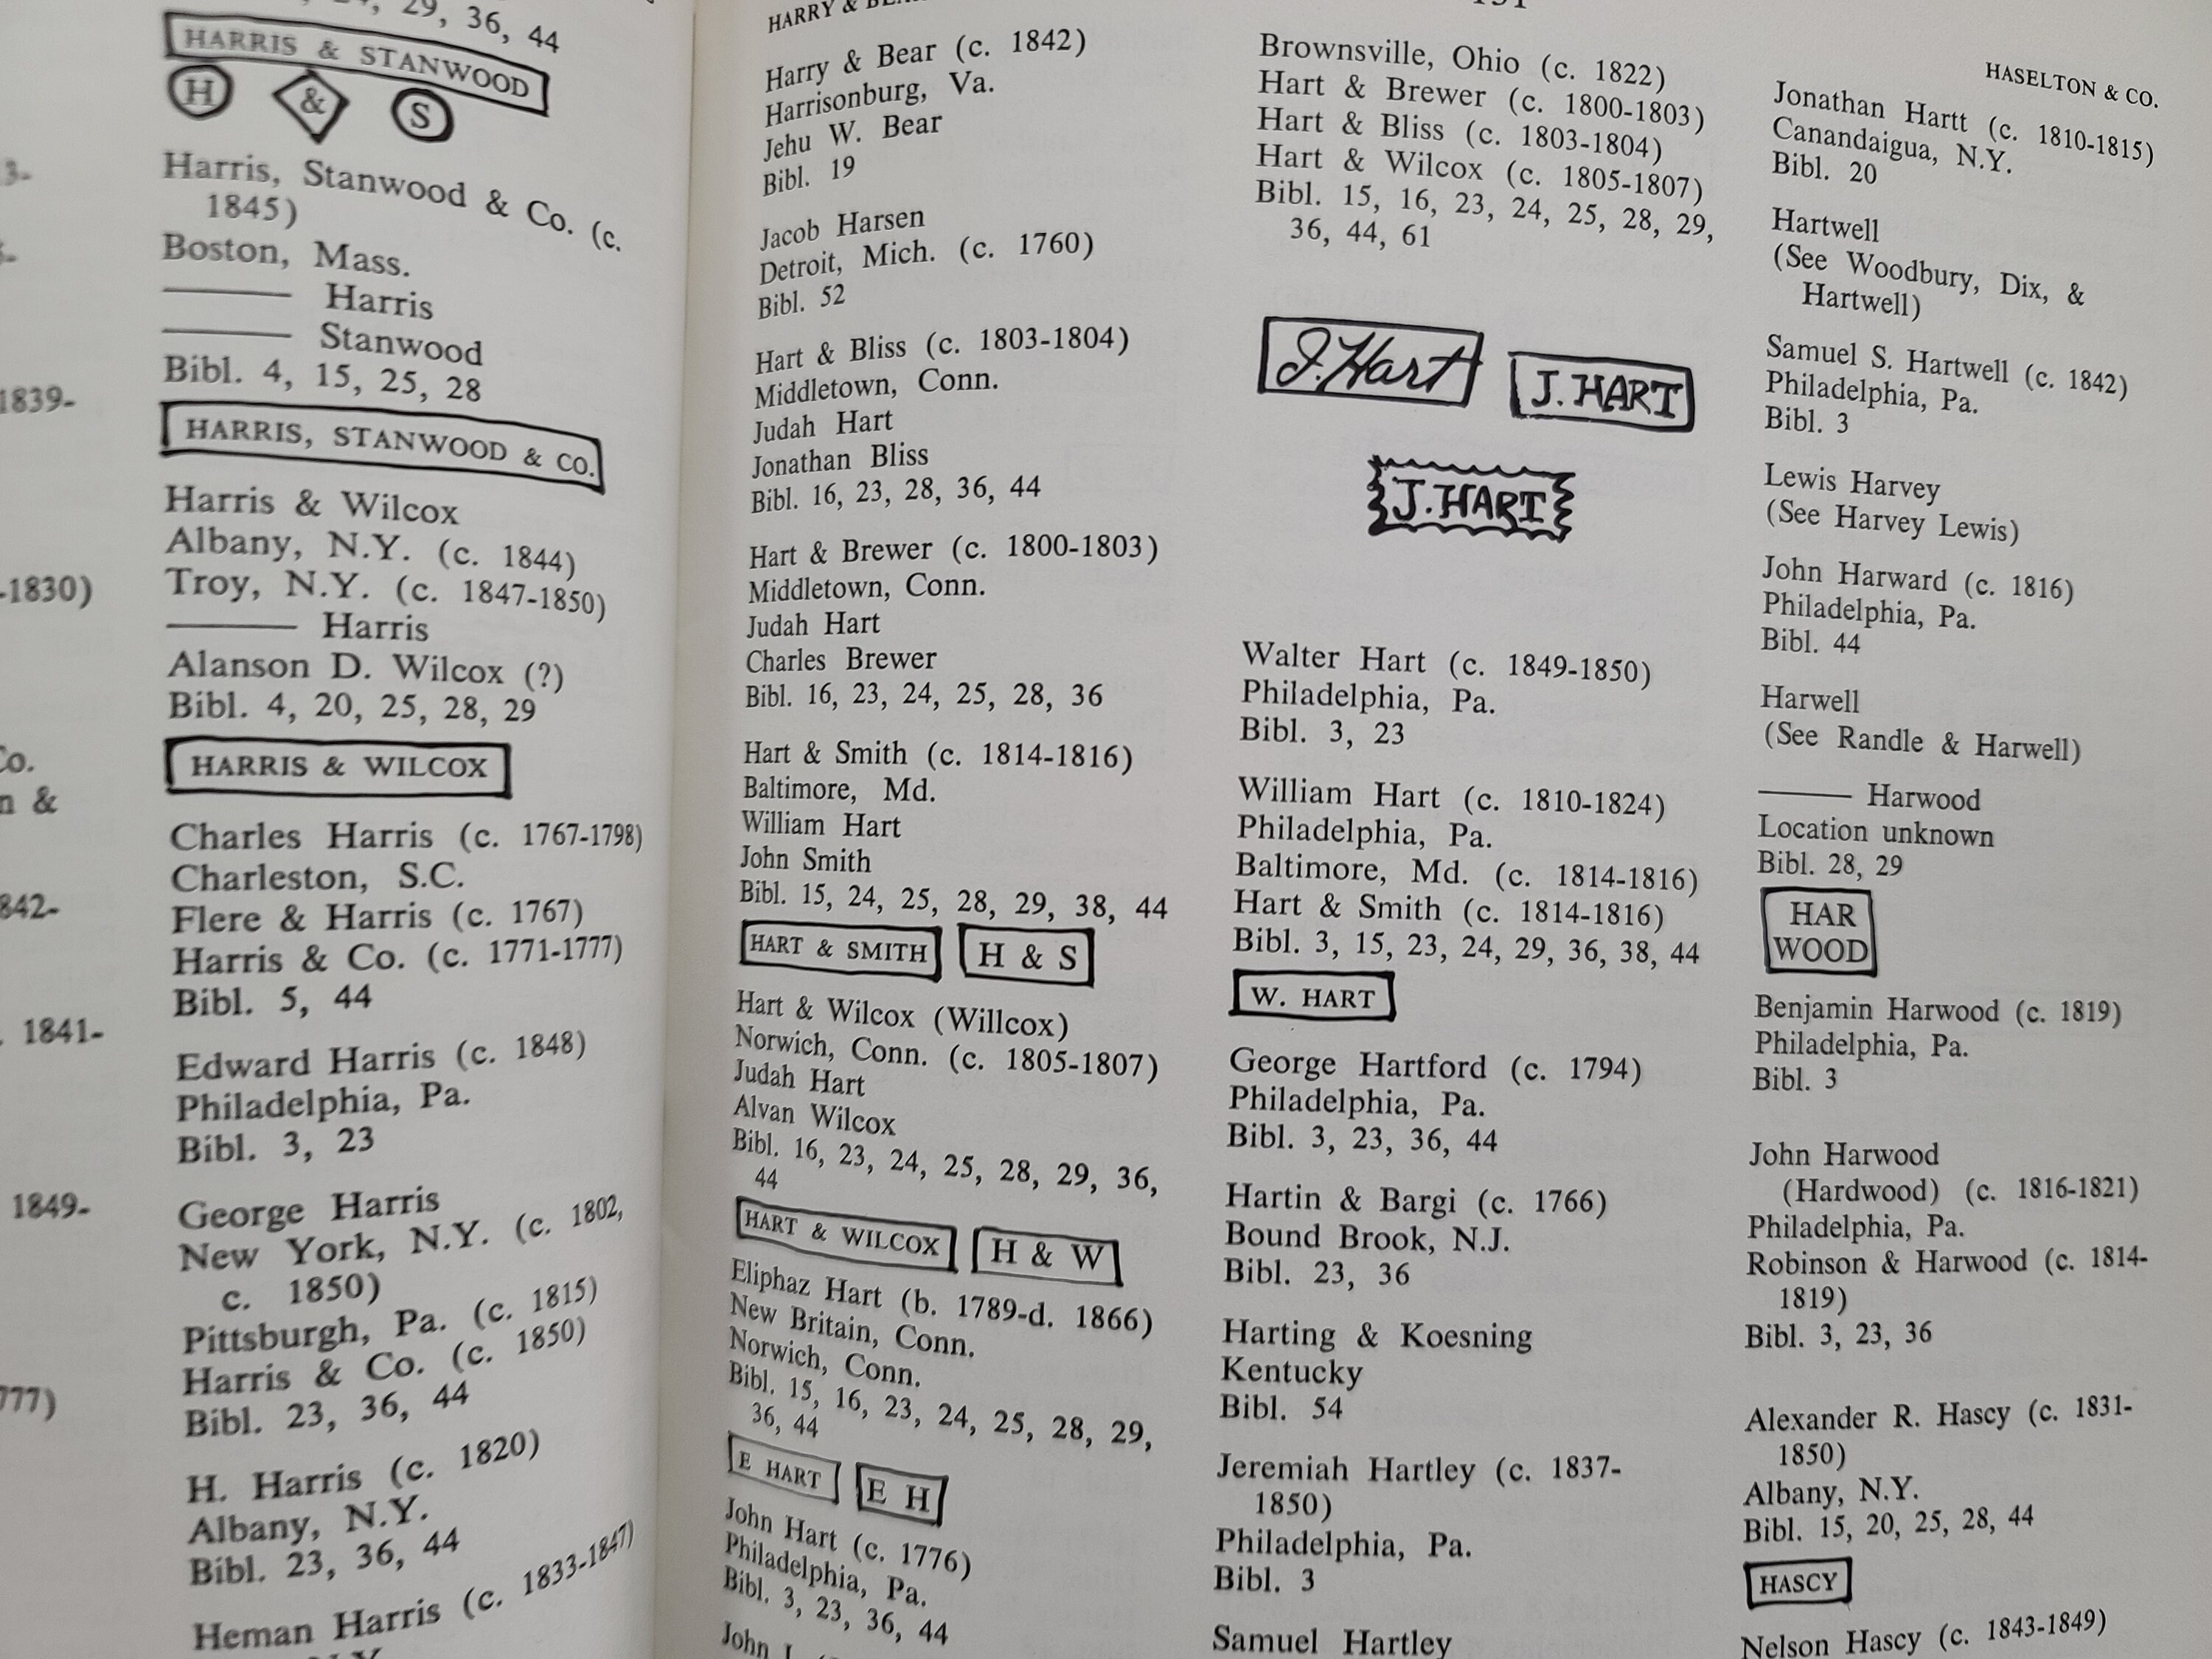 29, 36, 44
HARRIS & STANWOOD
H & S
Harris, Stanwood & Co. (c.
1845)
Boston, Mass.
——— Harris
——— Stanwood
Bibl. 4, 15, 25, 28
HARRIS, STANWOOD & CO.
Harris & Wilcox
Albany, N.Y. (c. 1844)
Troy, N.Y. (c. 1847-1850)
——— Harris
Alanson D. Wilcox (?)
Bibl. 4, 20, 25, 28, 29
HARRIS & WILCOX
Charles Harris (c. 1767-1798)
Charleston, S.C.
Flere & Harris (c. 1767)
Harris & Co. (c. 1771-1777)
Bibl. 5, 44
Edward Harris (c. 1848)
Philadelphia, Pa.
Bibl. 3, 23
George Harris
New York, N.Y. (c. 1802,
c. 1850)
Pittsburgh, Pa. (c. 1815)
Harris & Co. (c. 1850)
Bibl. 23, 36, 44
H. Harris (c. 1820)
Albany, N.Y.
Bibl. 23, 36, 44
Heman Harris (c. 1833-1847)
1839-
-1830)
Co.
n &
842-
1841-
1849-
777)
HARRY &
Harry & Bear (c. 1842)
Harrisonburg, Va.
Jehu W. Bear
Bibl. 19
Jacob Harsen
Detroit, Mich. (c. 1760)
Bibl. 52
Hart & Bliss (c. 1803-1804)
Middletown, Conn.
Judah Hart
Jonathan Bliss
Bibl. 16, 23, 28, 36, 44
Hart & Brewer (c. 1800-1803)
Middletown, Conn.
Judah Hart
Charles Brewer
Bibl. 16, 23, 24, 25, 28, 36
Hart & Smith (c. 1814-1816)
Baltimore, Md.
William Hart
John Smith
Bibl. 15, 24, 25, 28, 29, 38, 44
HART & SMITH H & S
Hart & Wilcox (Willcox)
Norwich, Conn. (c. 1805-1807)
Judah Hart
Alvan Wilcox
Bibl. 16, 23, 24, 25, 28, 29, 36,
44
HART & WILCOX H & W
Eliphaz Hart (b. 1789-d. 1866)
New Britain, Conn.
Norwich, Conn.
Bibl. 15, 16, 23, 24, 25, 28, 29,
36, 44
E HART E H
John Hart (c. 1776)
Philadelphia, Pa.
Bibl. 3, 23, 36, 44
John
Brownsville, Ohio (c. 1822)
Hart & Brewer (c. 1800-1803)
Hart & Bliss (c. 1803-1804)
Hart & Wilcox (c. 1805-1807)
Bibl. 15, 16, 23, 24, 25, 28, 29,
36, 44, 61
J. Hart J. HART
J. HART
Walter Hart (c. 1849-1850)
Philadelphia, Pa.
Bibl. 3, 23
William Hart (c. 1810-1824)
Philadelphia, Pa.
Baltimore, Md. (c. 1814-1816)
Hart & Smith (c. 1814-1816)
Bibl. 3, 15, 23, 24, 29, 36, 38, 44
W. HART
George Hartford (c. 1794)
Philadelphia, Pa.
Bibl. 3, 23, 36, 44
Hartin & Bargi (c. 1766)
Bound Brook, N.J.
Bibl. 23, 36
Harting & Koesning
Kentucky
Bibl. 54
Jeremiah Hartley (c. 1837-
1850)
Philadelphia, Pa.
Bibl. 3
Samuel Hartley
HASELTON & CO.
Jonathan Hartt (c. 1810-1815)
Canandaigua, N.Y.
Bibl. 20
Hartwell
(See Woodbury, Dix, &
Hartwell)
Samuel S. Hartwell (c. 1842)
Philadelphia, Pa.
Bibl. 3
Lewis Harvey
(See Harvey Lewis)
John Harward (c. 1816)
Philadelphia, Pa.
Bibl. 44
Harwell
(See Randle & Harwell)
——— Harwood
Location unknown
Bibl. 28, 29
HAR
WOOD
Benjamin Harwood (c. 1819)
Philadelphia, Pa.
Bibl. 3
John Harwood
(Hardwood) (c. 1816-1821)
Philadelphia, Pa.
Robinson & Harwood (c. 1814-
1819)
Bibl. 3, 23, 36
Alexander R. Hascy (c. 1831-
1850)
Albany, N.Y.
Bibl. 15, 20, 25, 28, 44
HASCY
Nelson Hascy (c. 1843-1849)